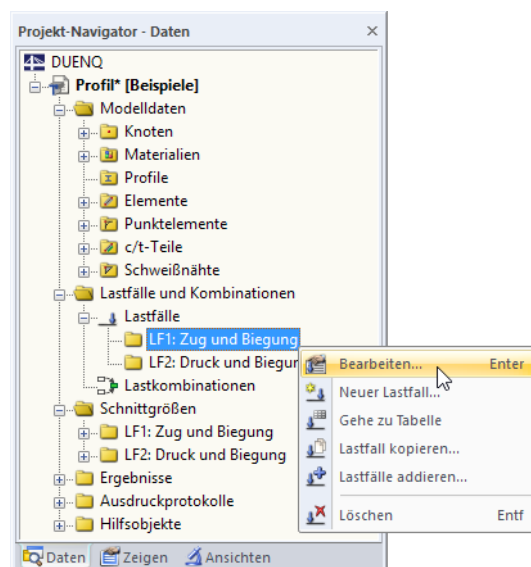 Projekt-Navigator - Daten
DUENQ
Profil* [Beispiele]
Modelldaten
Knoten
Materialien
Profile
Elemente
Punktelemente
c/t-Teile
Schweißnähte
Lastfälle und Kombinationen
Lastfälle
LF1: Zug und Biegung
LF2: Druck und Biegur
Lastkombinationen
Schnittgrößen
LF1: Zug und Biegung
LF2: Druck und Biegung
Ergebnisse
Ausdruckprotokolle
Hilfsobjekte
Bearbeiten... Enter
Neuer Lastfall...
Gehe zu Tabelle
Lastfall kopieren...
Lastfälle addieren...
Löschen Entf
Daten Zeigen Ansichten